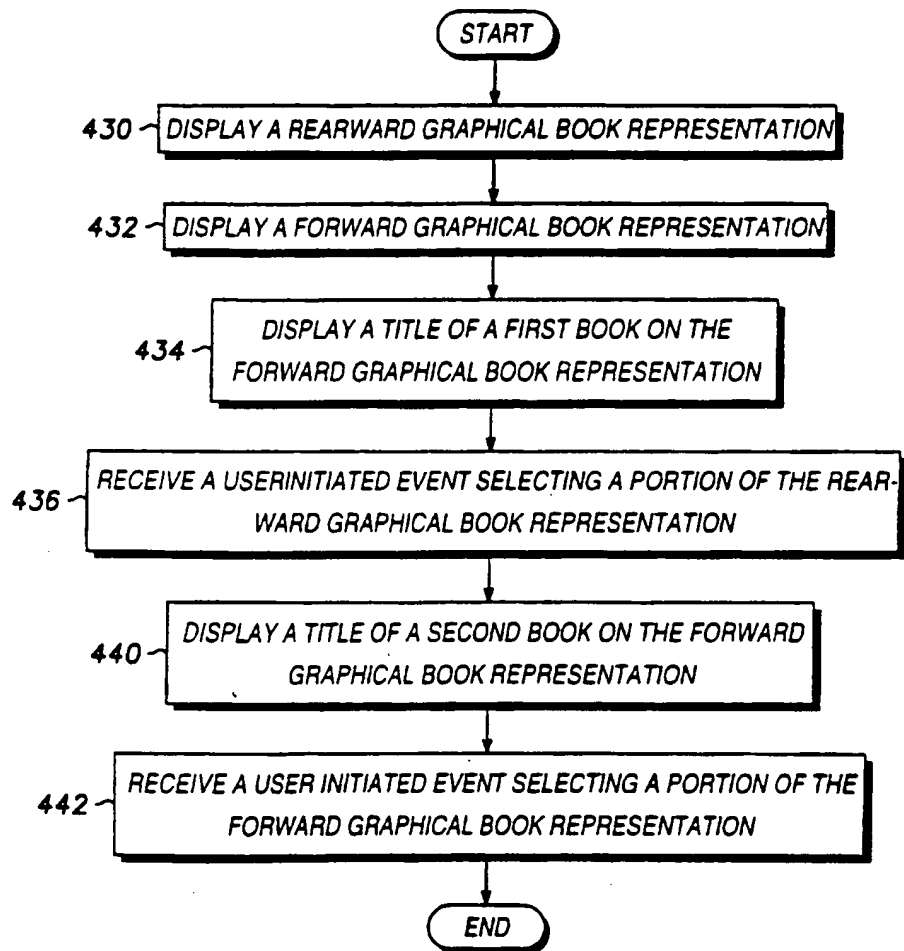 START
430 DISPLAY A REARWARD GRAPHICAL BOOK REPRESENTATION
432 DISPLAY A FORWARD GRAPHICAL BOOK REPRESENTATION
434 DISPLAY A TITLE OF A FIRST BOOK ON THE
FORWARD GRAPHICAL BOOK REPRESENTATION
436 RECEIVE A USERINITIATED EVENT SELECTING A PORTION OF THE REAR-
WARD GRAPHICAL BOOK REPRESENTATION
440 DISPLAY A TITLE OF A SECOND BOOK ON THE FORWARD
GRAPHICAL BOOK REPRESENTATION
442 RECEIVE A USER INITIATED EVENT SELECTING A PORTION OF THE
FORWARD GRAPHICAL BOOK REPRESENTATION
END